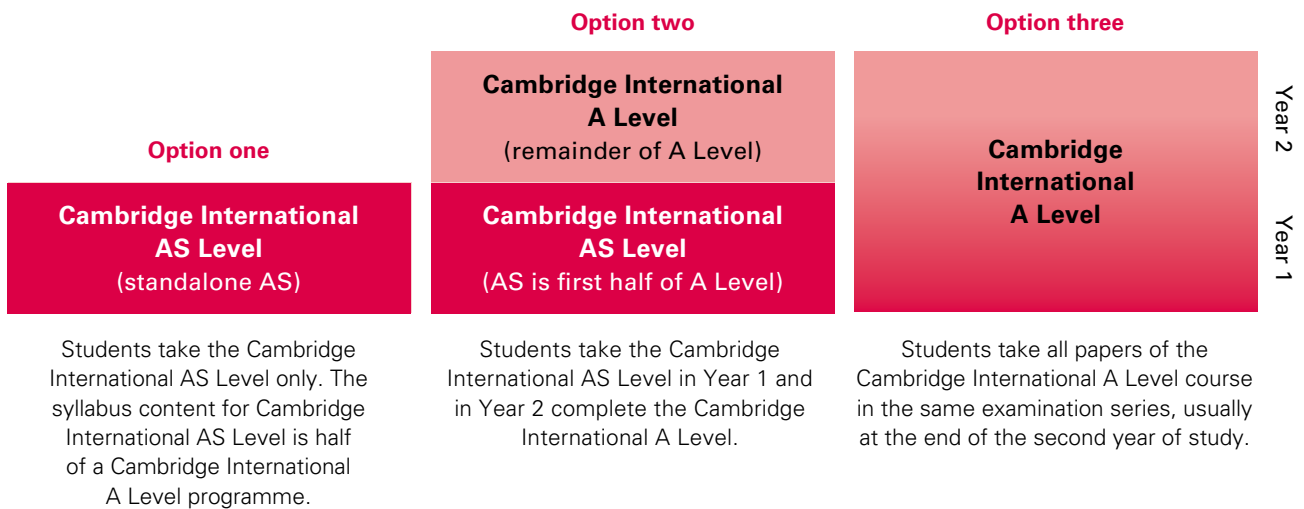 Option one
Cambridge International
AS Level
(standalone AS)
Students take the Cambridge
International AS Level only. The
syllabus content for Cambridge
International AS Level is half
of a Cambridge International
A Level programme.
Option two
Cambridge International
A Level
(remainder of A Level)
Cambridge International
AS Level
(AS is first half of A Level)
Students take the Cambridge
International AS Level in Year 1 and
in Year 2 complete the Cambridge
International A Level.
Option three
Cambridge
International
A Level
Students take all papers of the
Cambridge International A Level course
in the same examination series, usually
at the end of the second year of study.
Year 2
Year 1